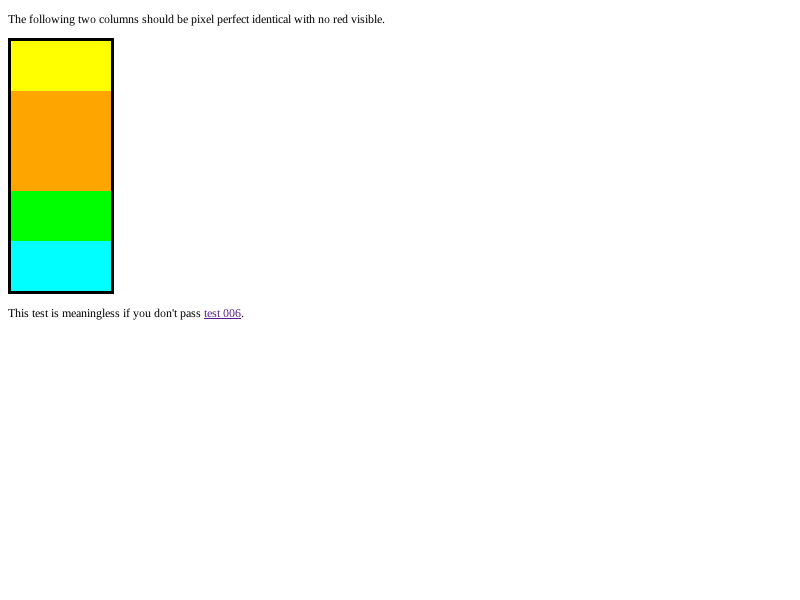 The following two columns should be pixel perfect identical with no red visible.
This test is meaningless if you don't pass test 006.